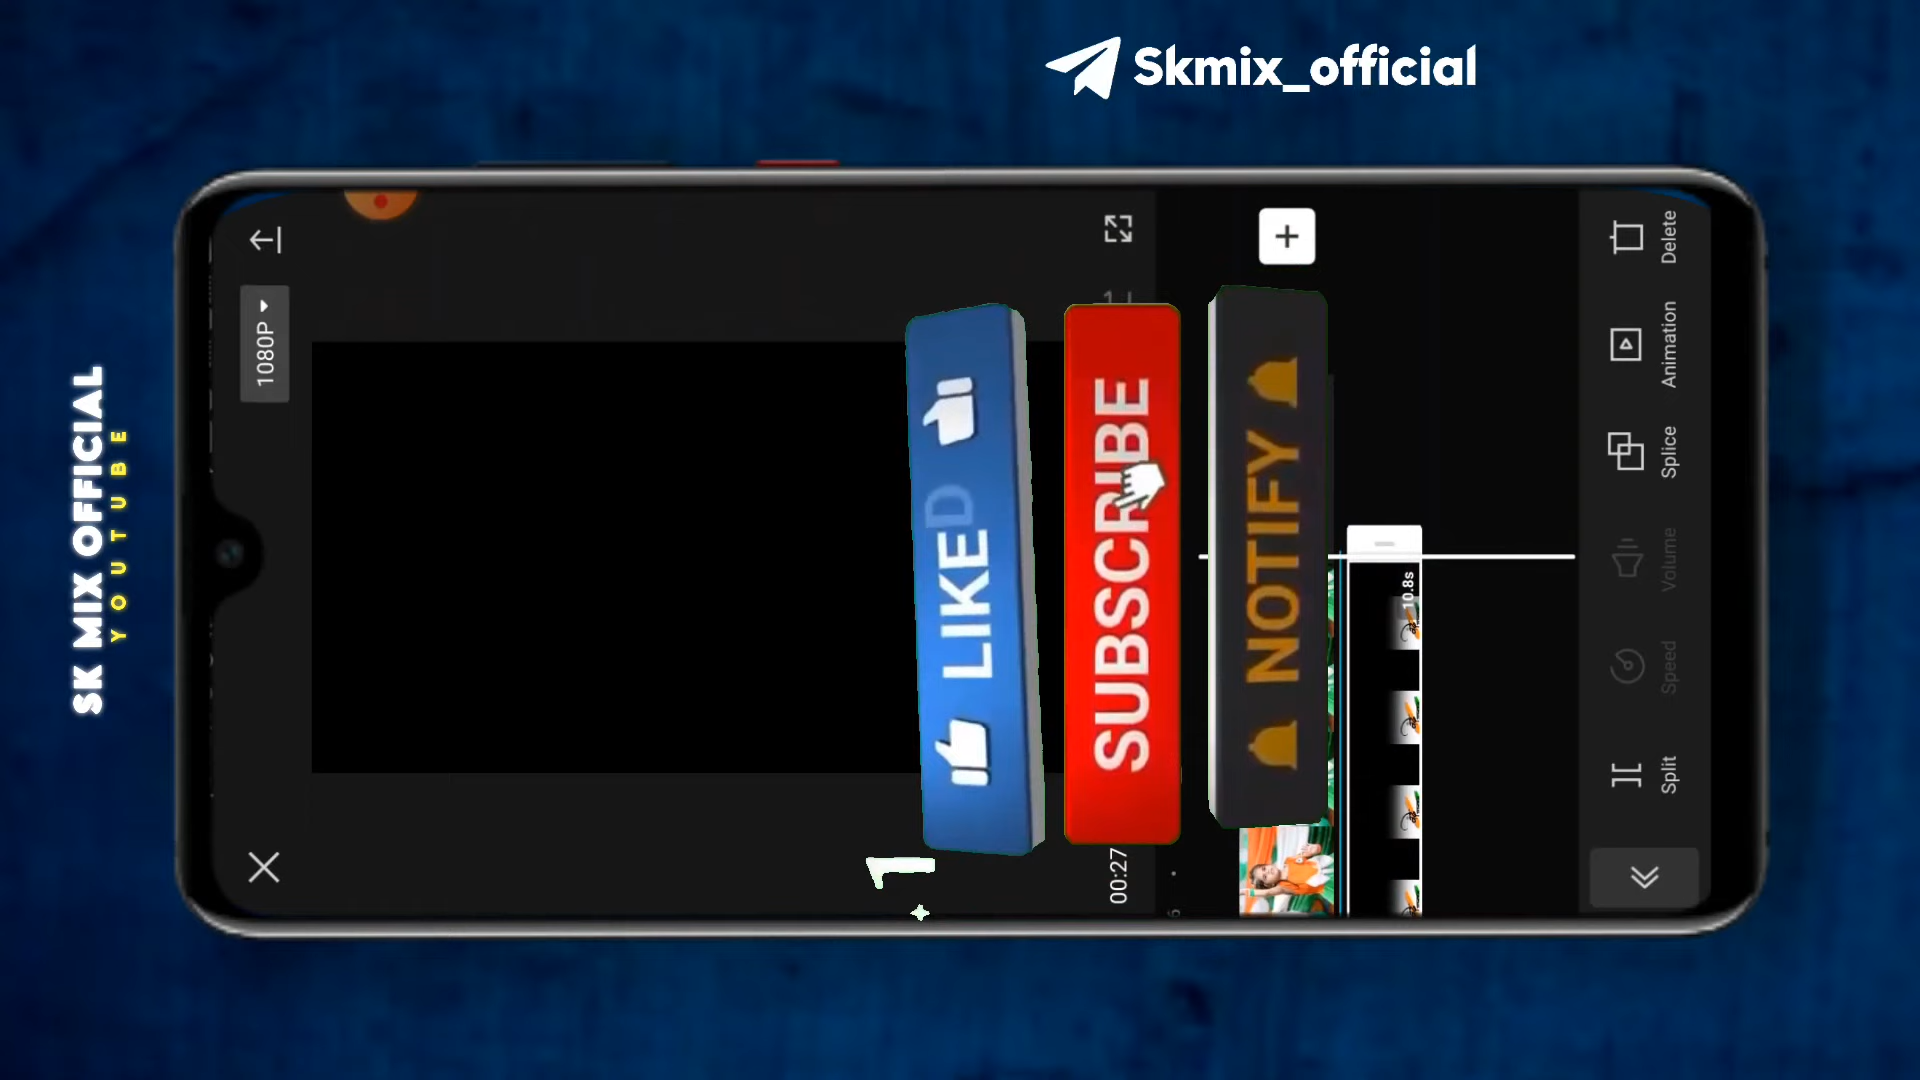 Skmix_official
SK MIX OFFICIAL
YOUTUBE
1080P
LIKED
SUBSCRIBE
NOTIFY
00:27
10.8s
Delete
Animation
Splice
Volume
Speed
Split